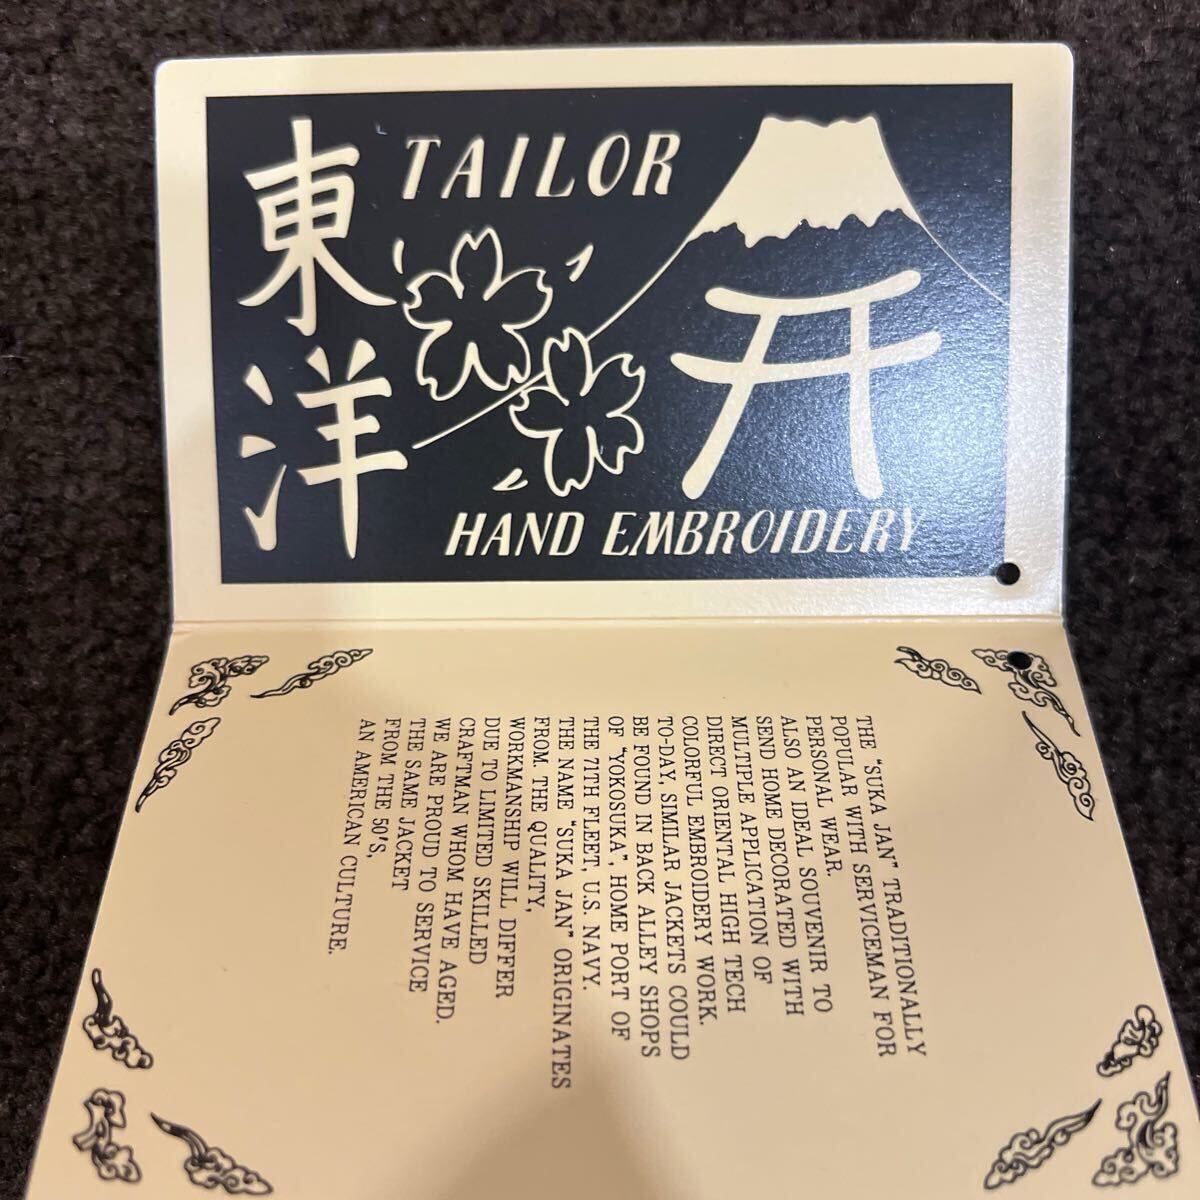 東洋
TAILOR
HAND EMBROIDERY
THE "SUKA JAN" TRADITIONALLY
POPULAR WITH SERVICEMAN FOR
PERSONAL WEAR.
ALSO AN IDEAL SOUVENIR TO
SEND HOME DECORATED WITH
MULTIPLE APPLICATION OF
DIRECT ORIENTAL HIGH TECH
COLORFUL EMBROIDERY WORK.
TO-DAY, SIMILAR JACKETS COULD
BE FOUND IN BACK ALLEY SHOPS
OF "YOKOSUKA", HOME PORT OF
THE 7ITH FLEET, U.S. NAVY.
THE NAME "SUKA JAN" ORIGINATES
FROM. THE QUALITY,
WORKMANSHIP WILL DIFFER
DUE TO LIMITED SKILLED
CRAFTMAN WHOM HAVE AGED.
WE ARE PROUD TO SERVICE
THE SAME JACKET
FROM THE 50'S,
AN AMERICAN CULTURE.